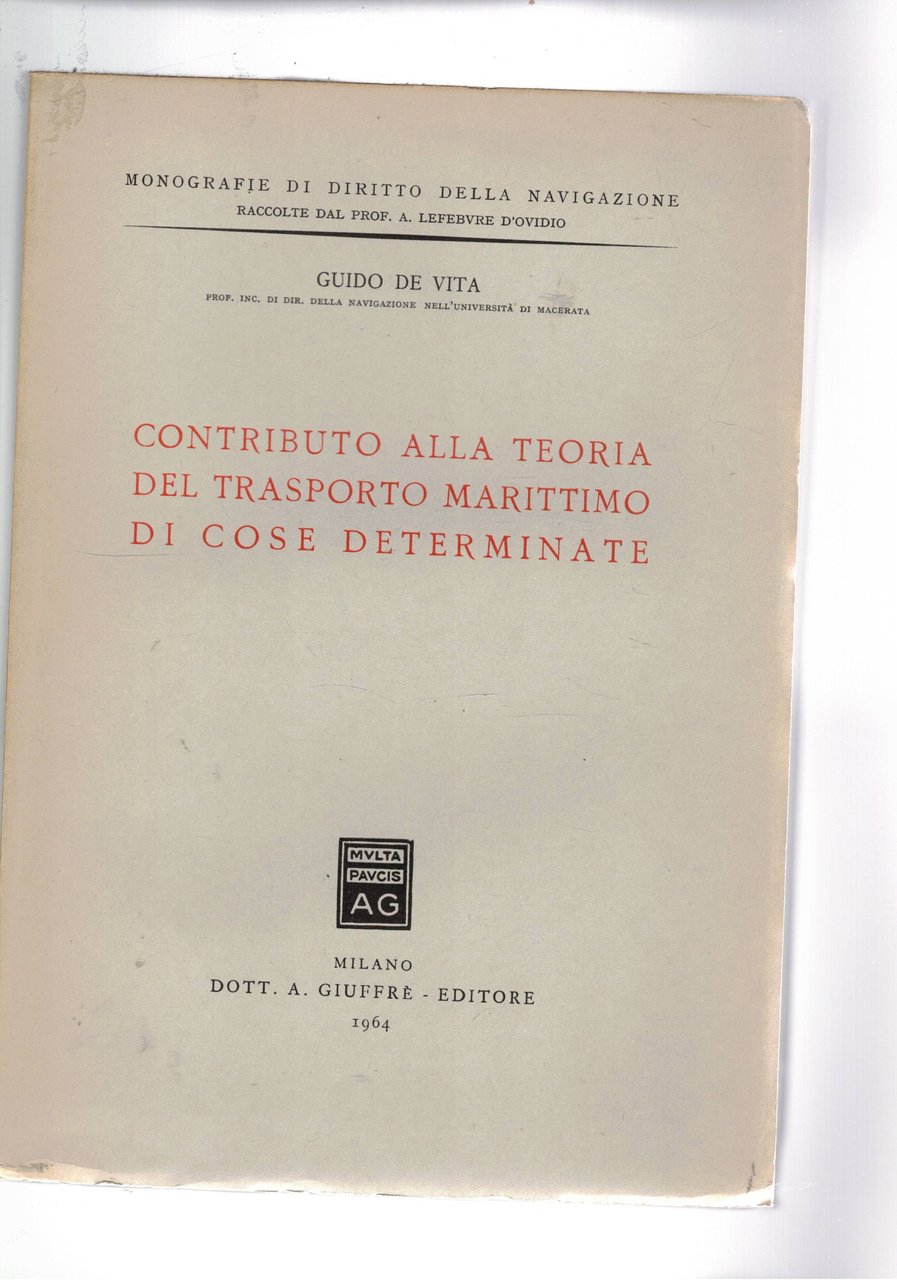 MONOGRAFIE DI DIRITTO DELLA NAVIGAZIONE
RACCOLTE DAL PROF. A. LEFEBVRE D'OVIDIO
GUIDO DE VITA
PROF. INC. DI DIR. DELLA NAVIGAZIONE NELL'UNIVERSITÀ DI MACERATA
CONTRIBUTO ALLA TEORIA
DEL TRASPORTO MARITTIMO
DI COSE DETERMINATE
MVLTA
PAVCIS
AG
MILANO
DOTT. A. GIUFFRÈ - EDITORE
1964